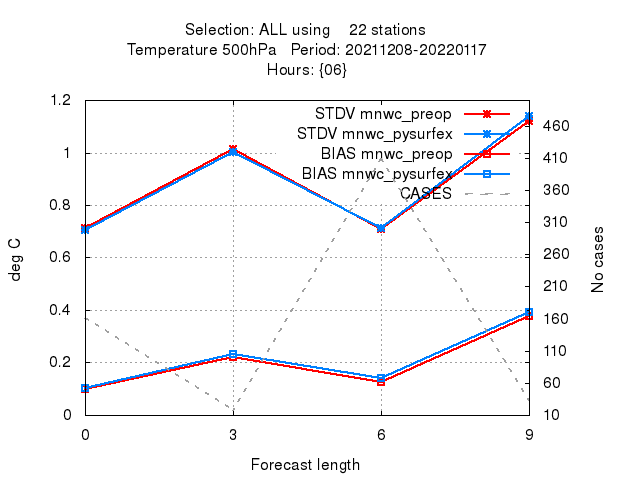 Selection: ALL using 22 stations
Temperature 500hPa Period: 20211208-20220117
Hours: {06}
STDV mnwc_preop
STDV mnwc_pysurfex
BIAS mnwc_preop
BIAS mnwc_pysurfex
CASES
1.2
1
0.8
0.6
0.4
0.2
0
deg C
460
410
360
310
260
210
160
110
60
10
No cases
0 3 6 9
Forecast length